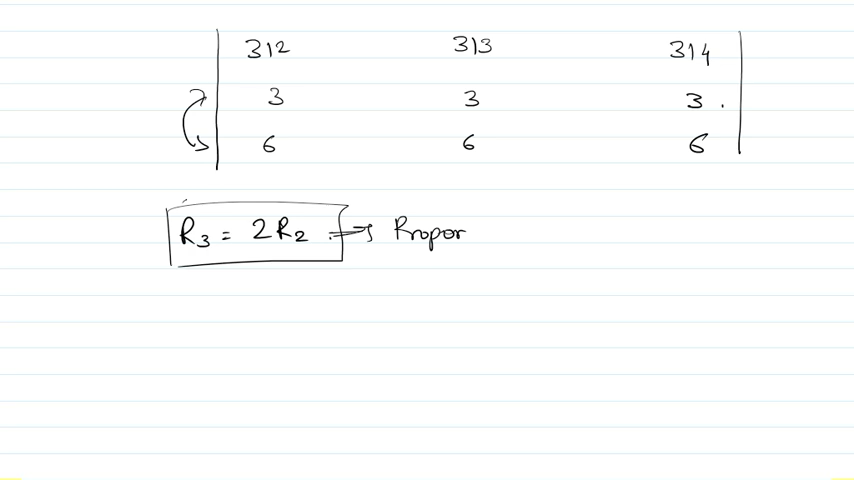 312 313 314
3 3 3 .
6 6 6
R₃ = 2R₂ → Propor